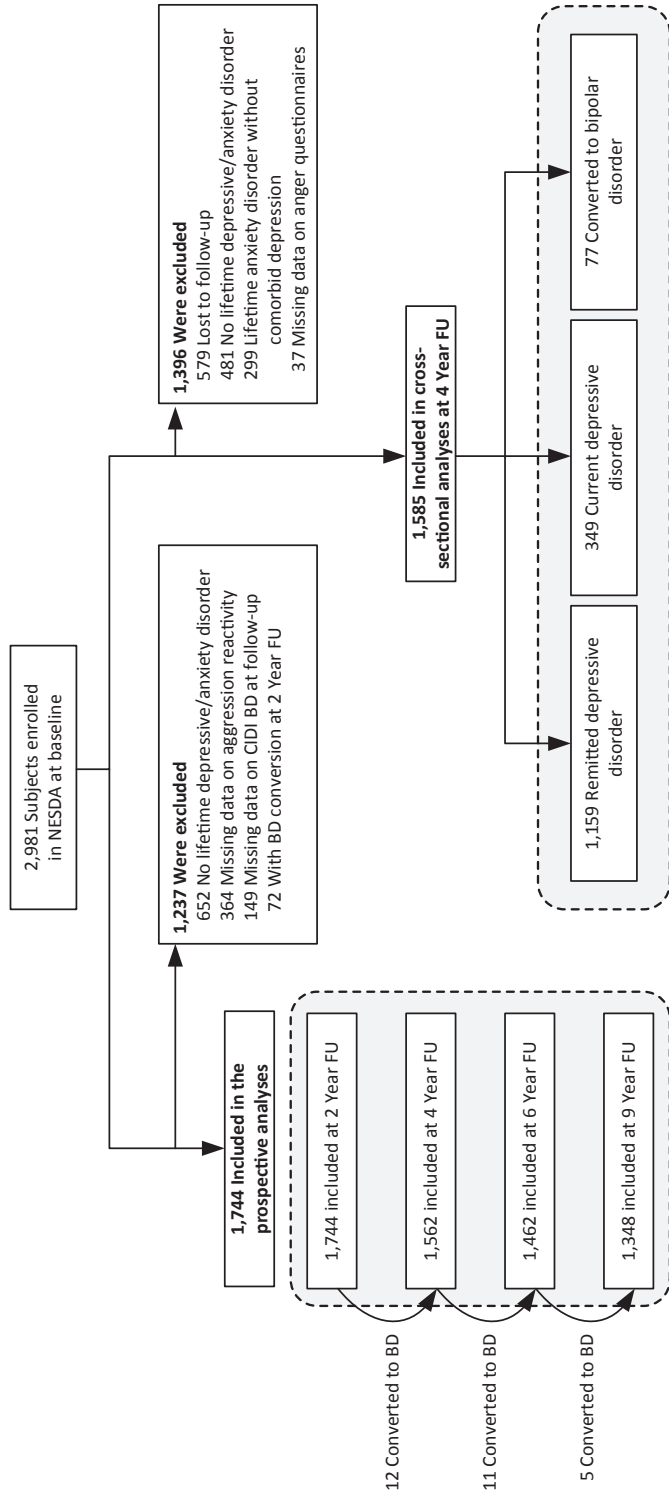 2,981 Subjects enrolled
in NESDA at baseline
1,237 Were excluded
652 No lifetime depressive/anxiety disorder
364 Missing data on aggression reactivity
149 Missing data on CIDI BD at follow-up
72 With BD conversion at 2 Year FU
1,396 Were excluded
579 Lost to follow-up
481 No lifetime depressive/anxiety disorder
299 Lifetime anxiety disorder without
comorbid depression
37 Missing data on anger questionnaires
1,744 Included in the
prospective analyses
1,744 included at 2 Year FU
1,562 included at 4 Year FU
1,462 included at 6 Year FU
1,348 included at 9 Year FU
12 Converted to BD
11 Converted to BD
5 Converted to BD
1,585 Included in cross-
sectional analyses at 4 Year FU
1,159 Remitted depressive
disorder
349 Current depressive
disorder
77 Converted to bipolar
disorder